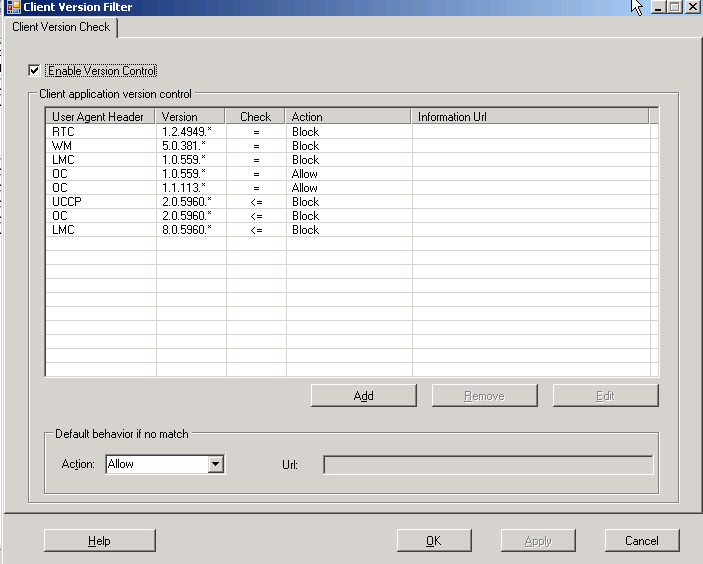 Client Version Filter
Client Version Check
Enable Version Control
Client application version control
User Agent Header Version Check Action Information Url
RTC 1.2.4949.* = Block
WM 5.0.381.* = Block
LMC 1.0.559.* = Block
OC 1.0.559.* = Allow
OC 1.1.113.* = Allow
UCCP 2.0.5960.* <= Block
OC 2.0.5960.* <= Block
LMC 8.0.5960.* <= Block
Add Remove Edit
Default behavior if no match
Action: Allow Url:
Help OK Apply Cancel